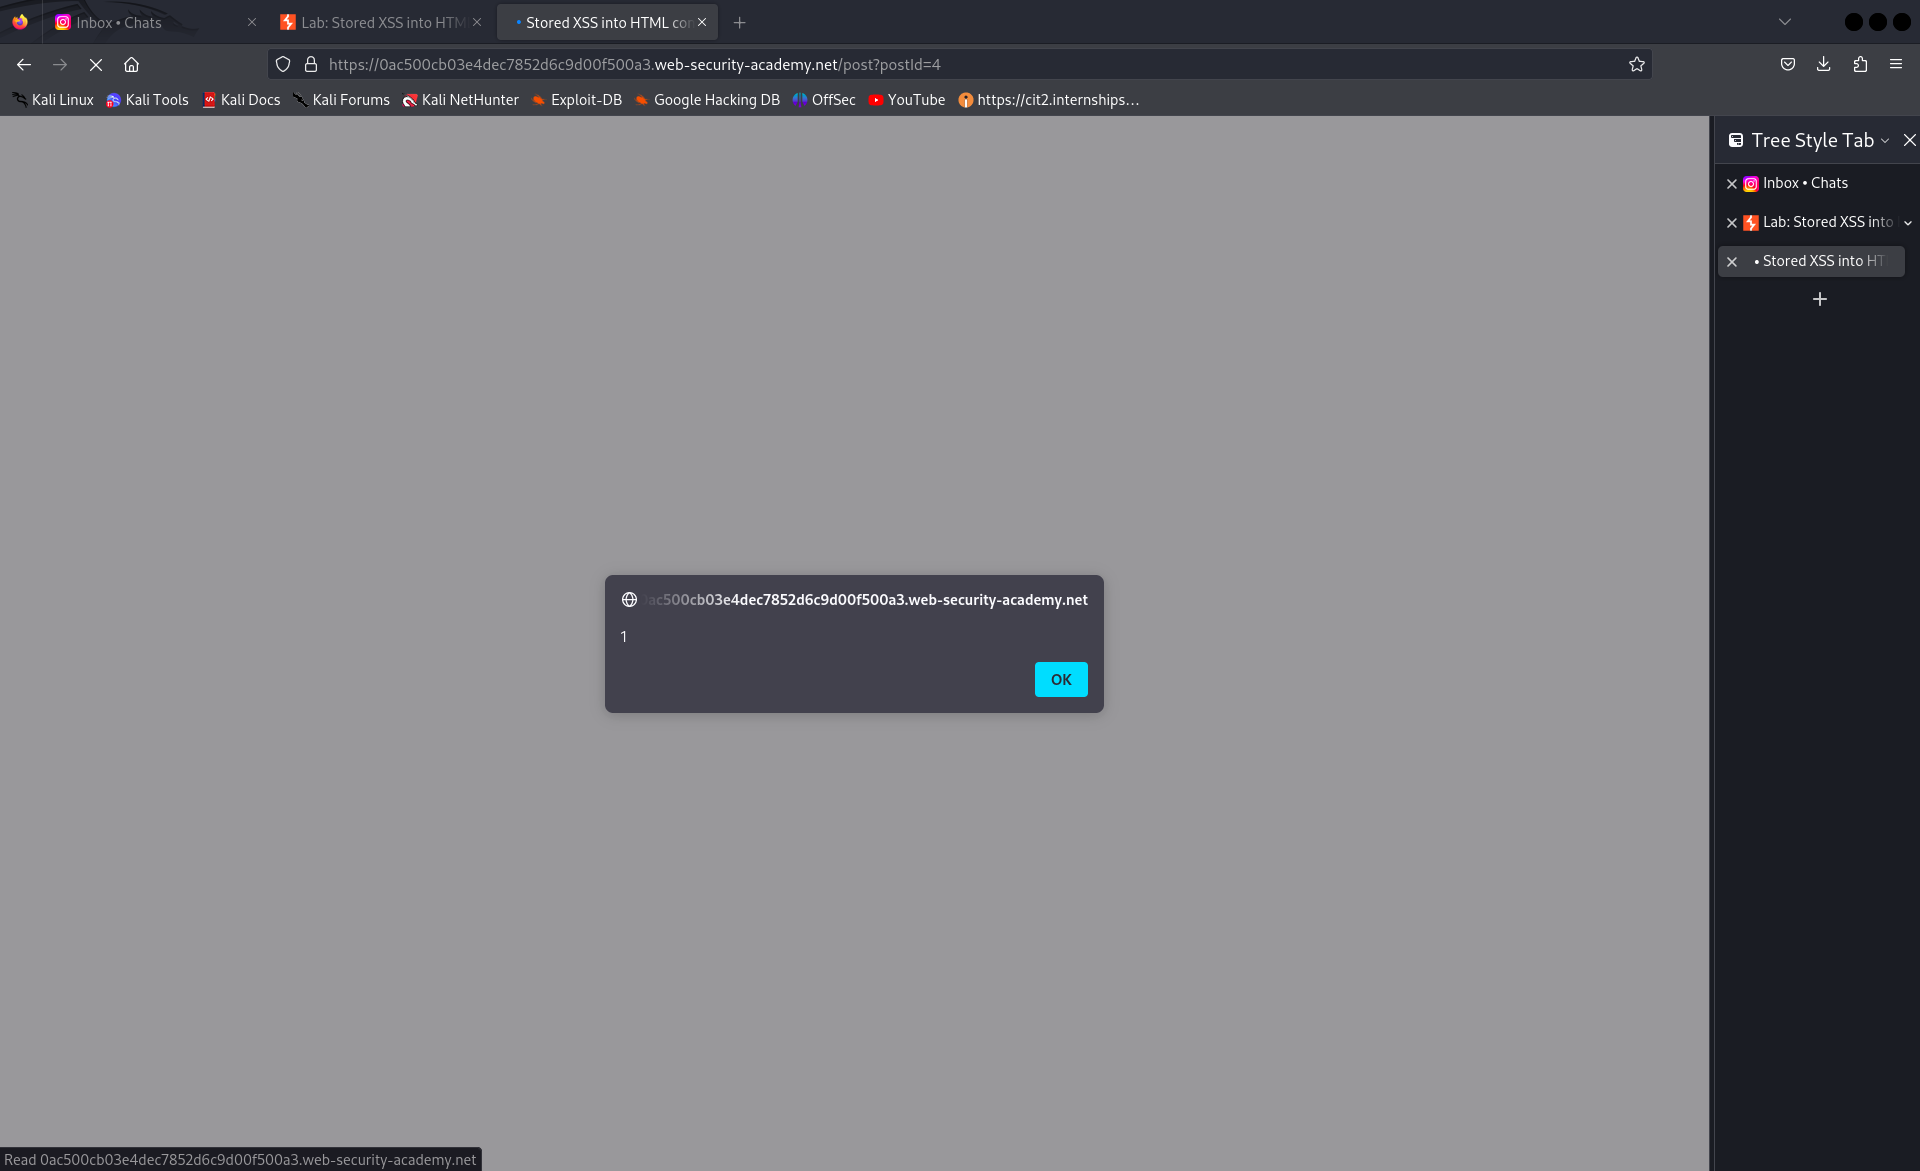 Inbox • Chats
Lab: Stored XSS into HTM
Stored XSS into HTML con
https://0ac500cb03e4dec7852d6c9d00f500a3.web-security-academy.net/post?postId=4
Kali Linux Kali Tools Kali Docs Kali Forums Kali NetHunter Exploit-DB Google Hacking DB OffSec YouTube https://cit2.internships...
Tree Style Tab
Inbox • Chats
Lab: Stored XSS into
• Stored XSS into HT
ac500cb03e4dec7852d6c9d00f500a3.web-security-academy.net
1
OK
Read 0ac500cb03e4dec7852d6c9d00f500a3.web-security-academy.net